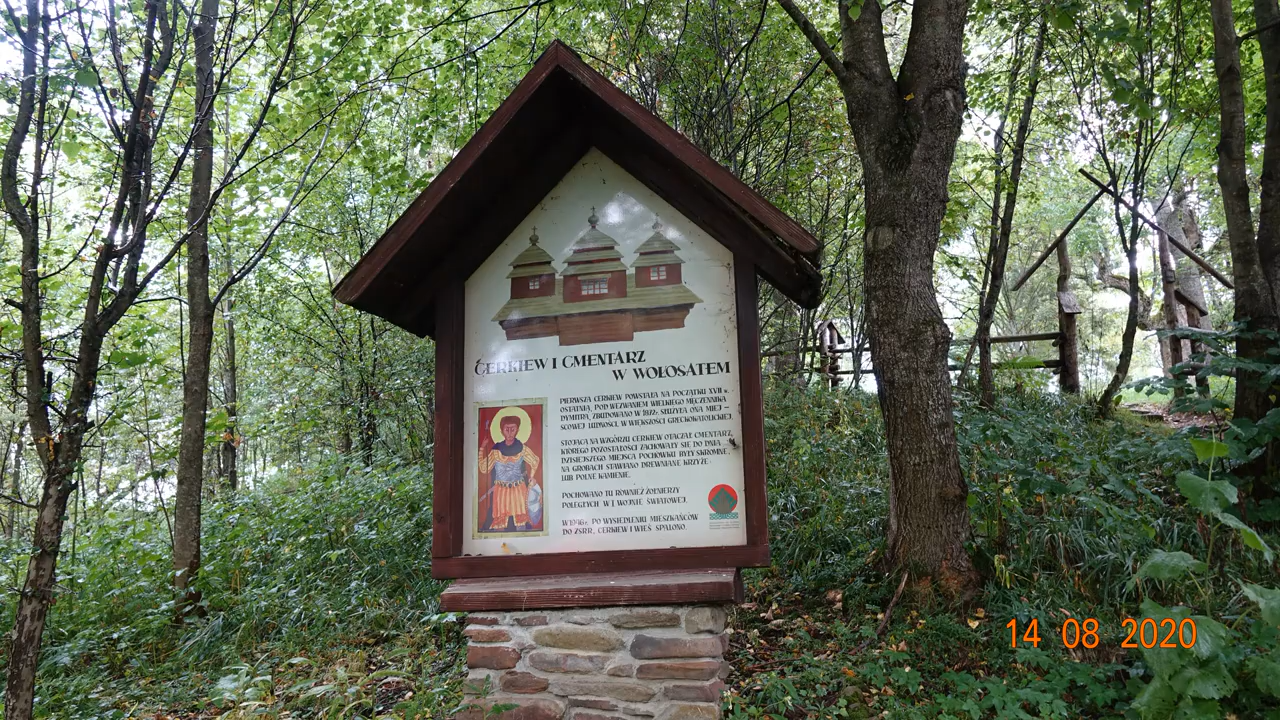 CERKIEW I CMENTARZ
W WOŁOSATEM
PIERWSZA CERKIEW POWSTAŁA NA POCZĄTKU XVII w.
OSTATNIA, POD WEZWANIEM WIELKIEGO MĘCZENNIKA
DYMITRA, ZBUDOWANO W 1837r. SŁUŻYŁA ONA MIEJ –
SCOWEJ LUDNOŚCI, W WIĘKSZOŚCI GREKOKATOLICKIEJ.
STOJĄCĄ NA WZGÓRZU CERKIEW OTACZAŁ CMENTARZ,
KTÓREGO POZOSTAŁOŚCI ZACHOWAŁY SIĘ DO DNIA
DZISIEJSZEGO. MIEJSCA POCHÓWKU BYŁY SKROMNE,
NA GROBACH STAWIANO DREWNIANE KRZYŻE
LUB POLNE KAMIENIE.
POCHOWANO TU RÓWNIEŻ ŻOŁNIERZY
POLEGŁYCH W I WOJNIE ŚWIATOWEJ.
W 1946r. PO WYSIEDLENIU MIESZKAŃCÓW
DO ZSRR, CERKIEW I WIEŚ SPALONO.
14 08 2020